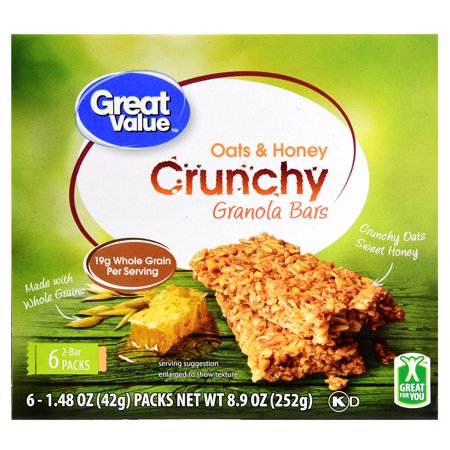 Great
Value™
Oats & Honey
Crunchy
Granola Bars
19g Whole Grain
Per Serving
Crunchy Oats
Sweet Honey
Made with
Whole Grains
6 2-Bar
PACKS
serving suggestion
enlarged to show texture
GREAT
FOR YOU
6 - 1.48 OZ (42g) PACKS NET WT 8.9 OZ (252g)
K D